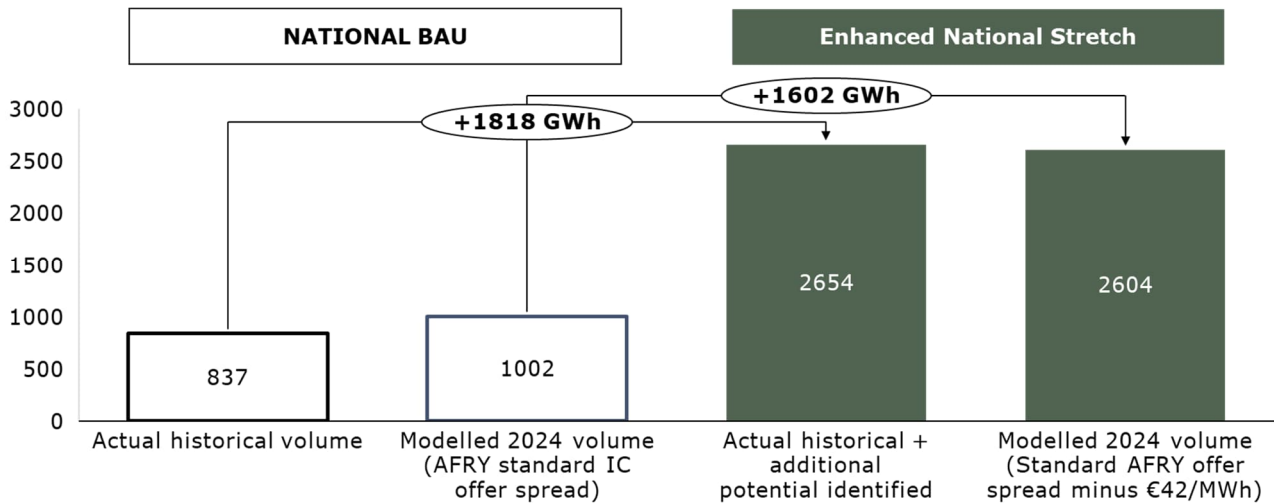 NATIONAL BAU
Enhanced National Stretch
+1602 GWh
+1818 GWh
3000
2500
2000
1500
1000
500
0
837
1002
2654
2604
Actual historical volume
Modelled 2024 volume
(AFRY standard IC
offer spread)
Actual historical +
additional
potential identified
Modelled 2024 volume
(Standard AFRY offer
spread minus €42/MWh)